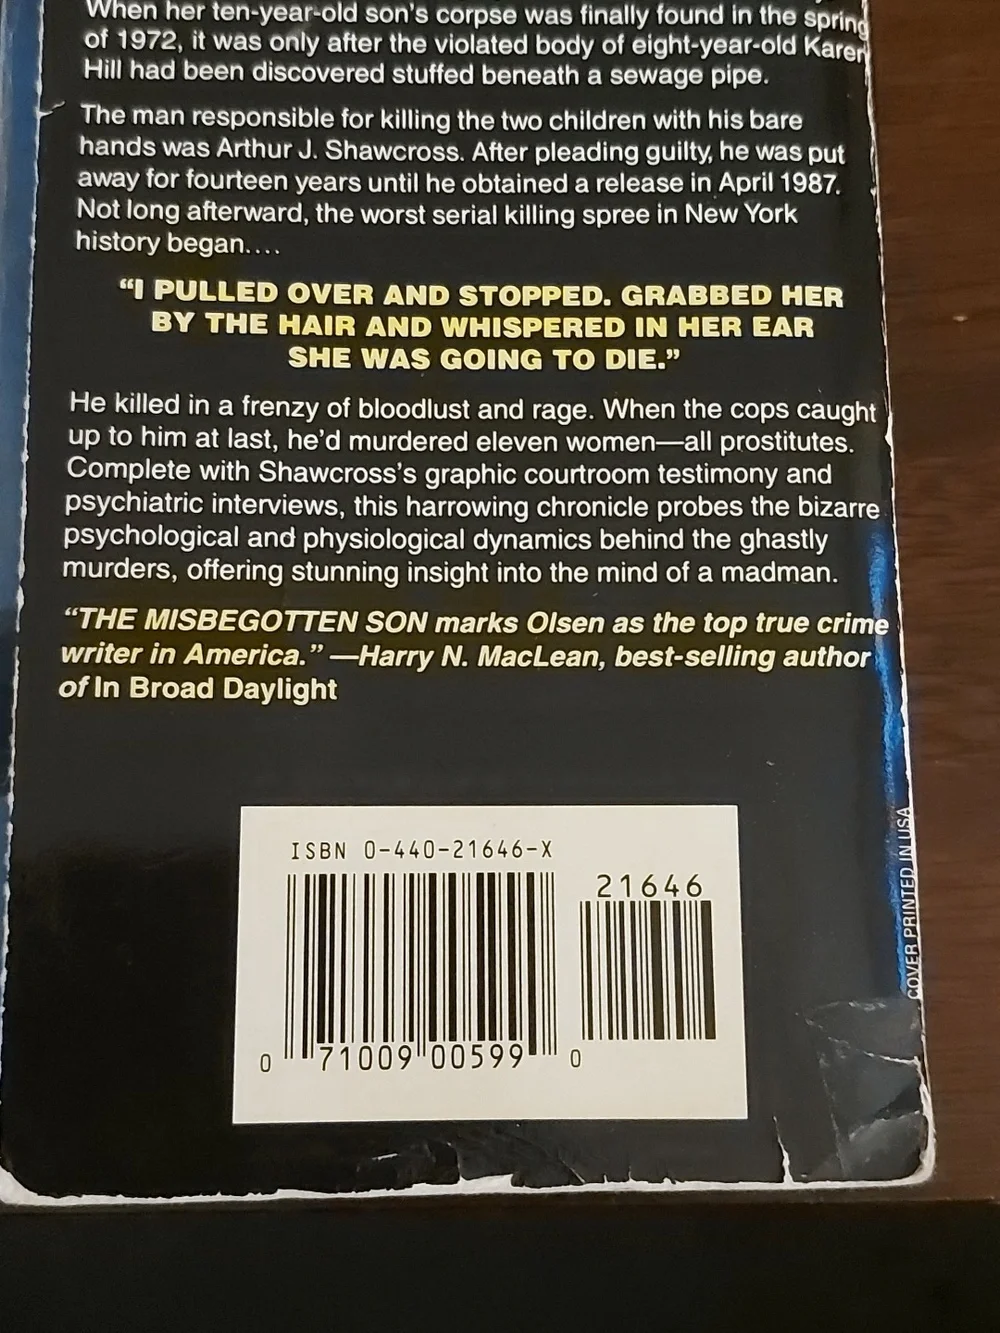 When her ten-year-old son's corpse was finally found in the spring
of 1972, it was only after the violated body of eight-year-old Karen
Hill had been discovered stuffed beneath a sewage pipe.
The man responsible for killing the two children with his bare
hands was Arthur J. Shawcross. After pleading guilty, he was put
away for fourteen years until he obtained a release in April 1987.
Not long afterward, the worst serial killing spree in New York
history began....
“I PULLED OVER AND STOPPED. GRABBED HER
BY THE HAIR AND WHISPERED IN HER EAR
SHE WAS GOING TO DIE.”
He killed in a frenzy of bloodlust and rage. When the cops caught
up to him at last, he’d murdered eleven women—all prostitutes.
Complete with Shawcross’s graphic courtroom testimony and
psychiatric interviews, this harrowing chronicle probes the bizarre
psychological and physiological dynamics behind the ghastly
murders, offering stunning insight into the mind of a madman.
“THE MISBEGOTTEN SON marks Olsen as the top true crime
writer in America.” —Harry N. MacLean, best-selling author
of In Broad Daylight
ISBN 0-440-21646-X
21646
0 71009 00599 0
COVER PRINTED IN USA